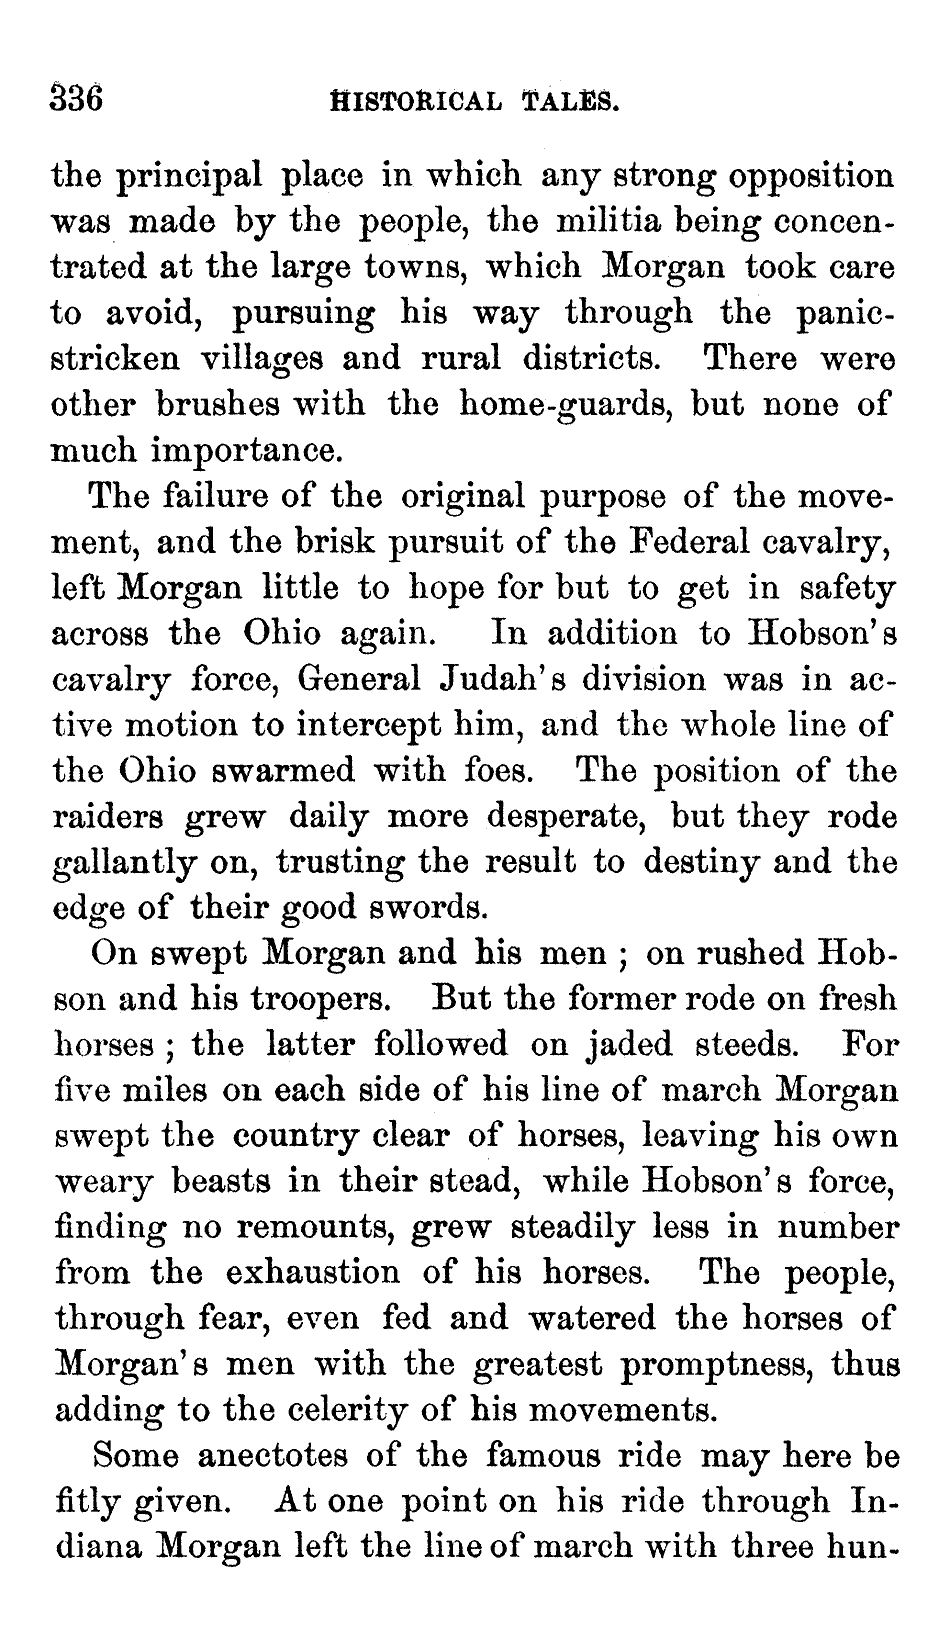 336 HISTORICAL TALES.
the principal place in which any strong opposition
was made by the people, the militia being concen-
trated at the large towns, which Morgan took care
to avoid, pursuing his way through the panic-
stricken villages and rural districts. There were
other brushes with the home-guards, but none of
much importance.
The failure of the original purpose of the move-
ment, and the brisk pursuit of the Federal cavalry,
left Morgan little to hope for but to get in safety
across the Ohio again. In addition to Hobson's
cavalry force, General Judah's division was in ac-
tive motion to intercept him, and the whole line of
the Ohio swarmed with foes. The position of the
raiders grew daily more desperate, but they rode
gallantly on, trusting the result to destiny and the
edge of their good swords.
On swept Morgan and his men ; on rushed Hob-
son and his troopers. But the former rode on fresh
horses ; the latter followed on jaded steeds. For
five miles on each side of his line of march Morgan
swept the country clear of horses, leaving his own
weary beasts in their stead, while Hobson's force,
finding no remounts, grew steadily less in number
from the exhaustion of his horses. The people,
through fear, even fed and watered the horses of
Morgan's men with the greatest promptness, thus
adding to the celerity of his movements.
Some anectotes of the famous ride may here be
fitly given. At one point on his ride through In-
diana Morgan left the line of march with three hun-